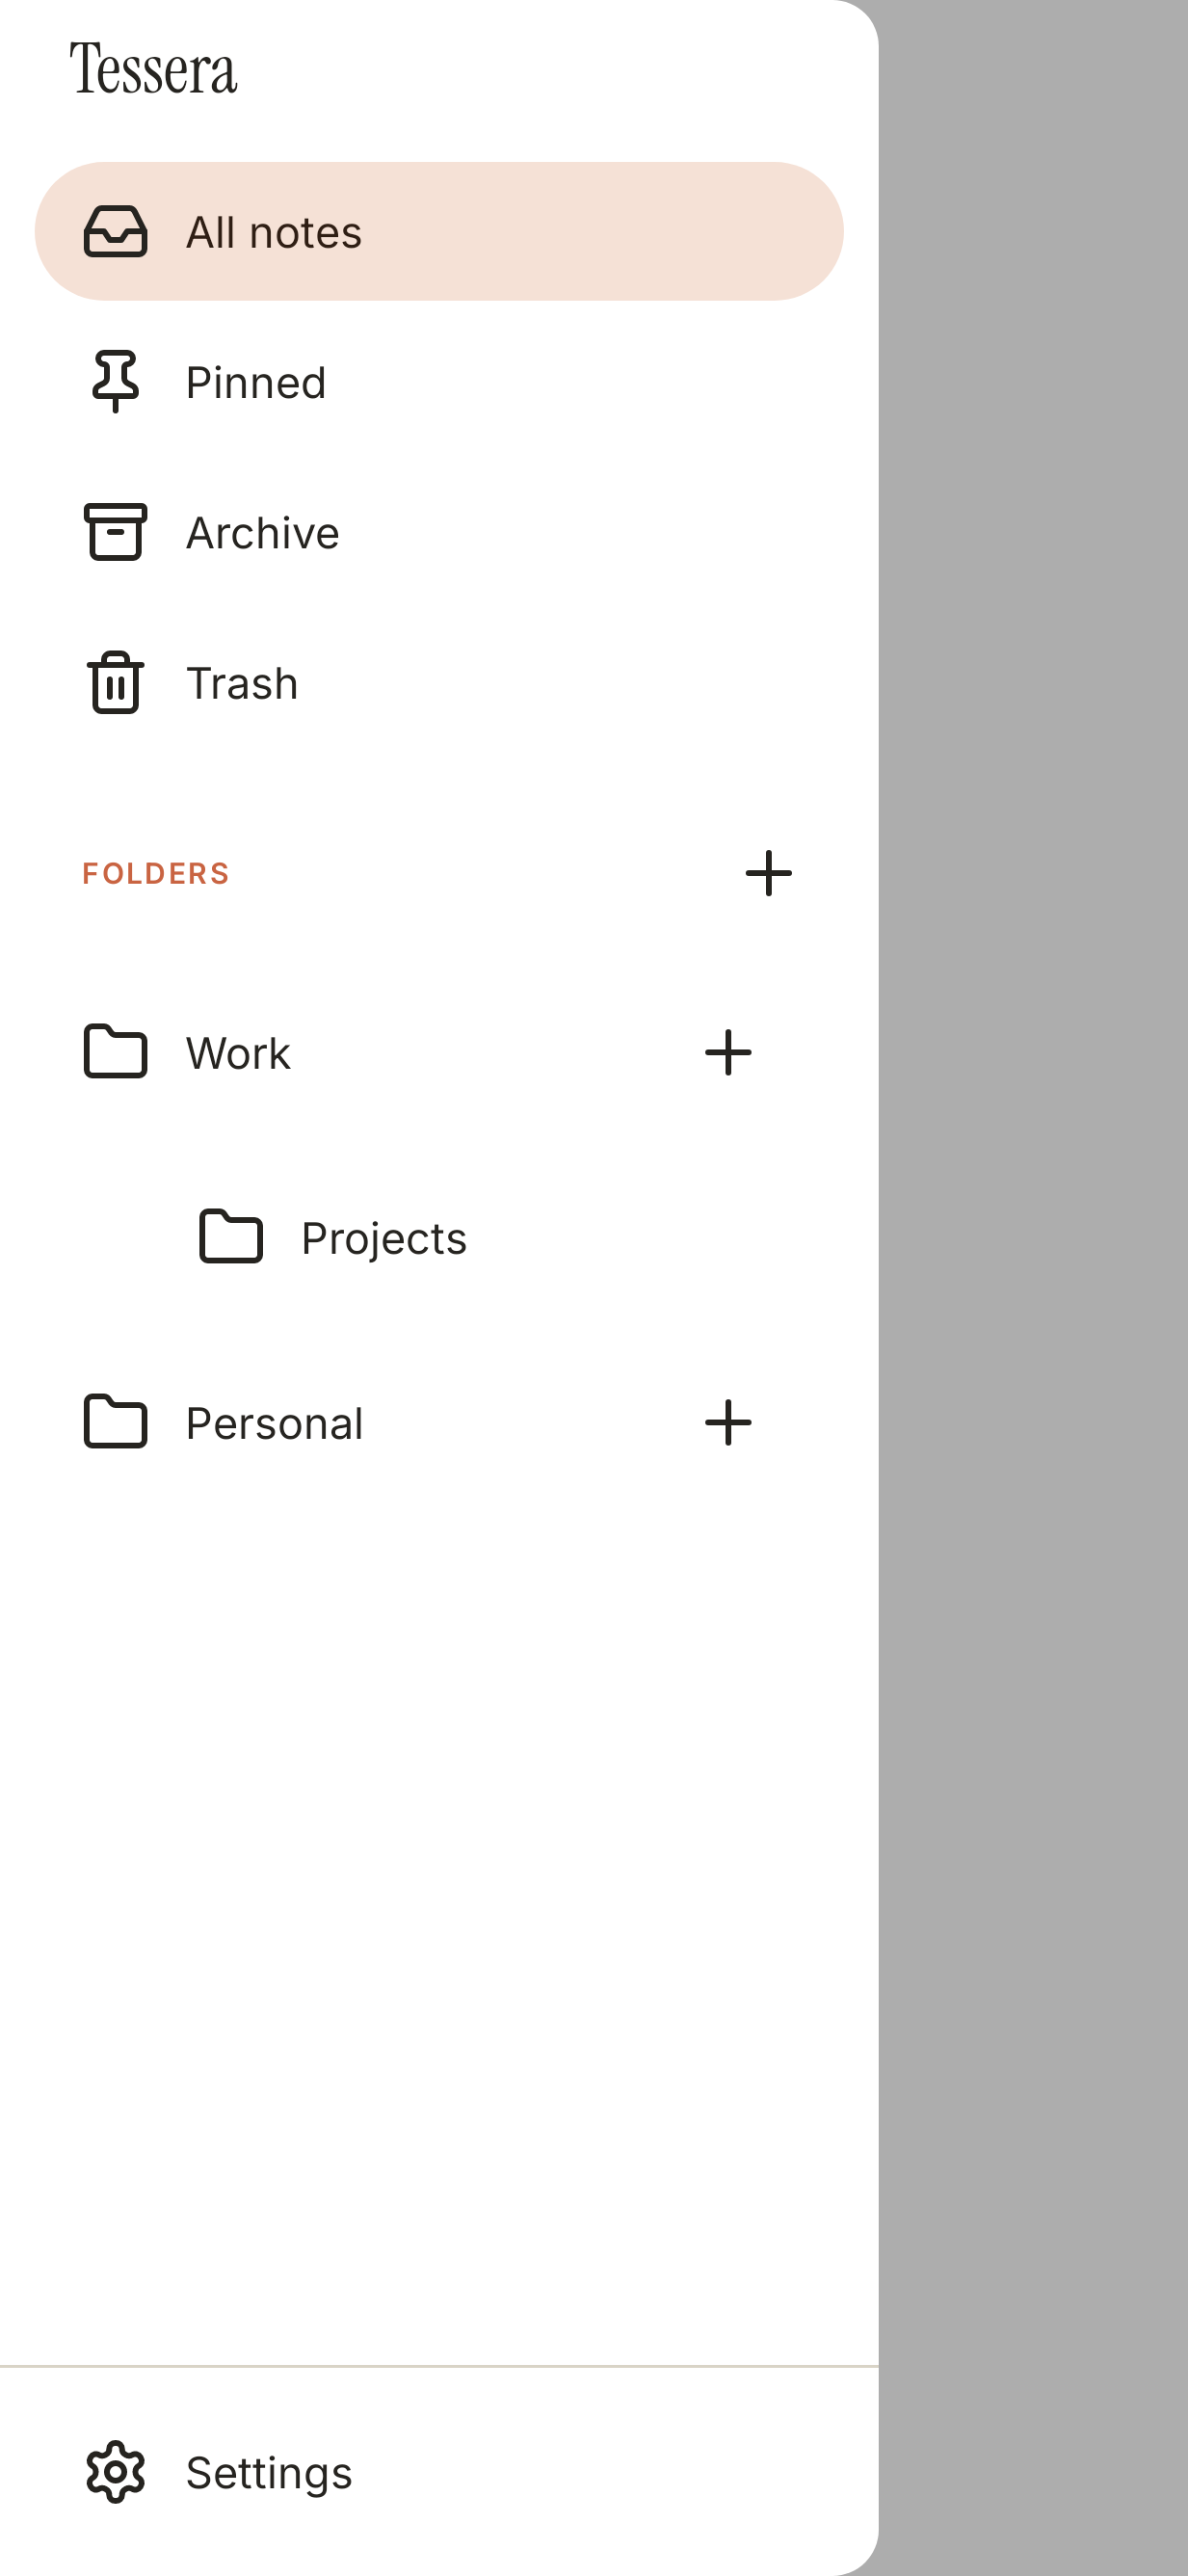 Tessera
All notes
Pinned
Archive
Trash
FOLDERS
Work
Projects
Personal
Settings